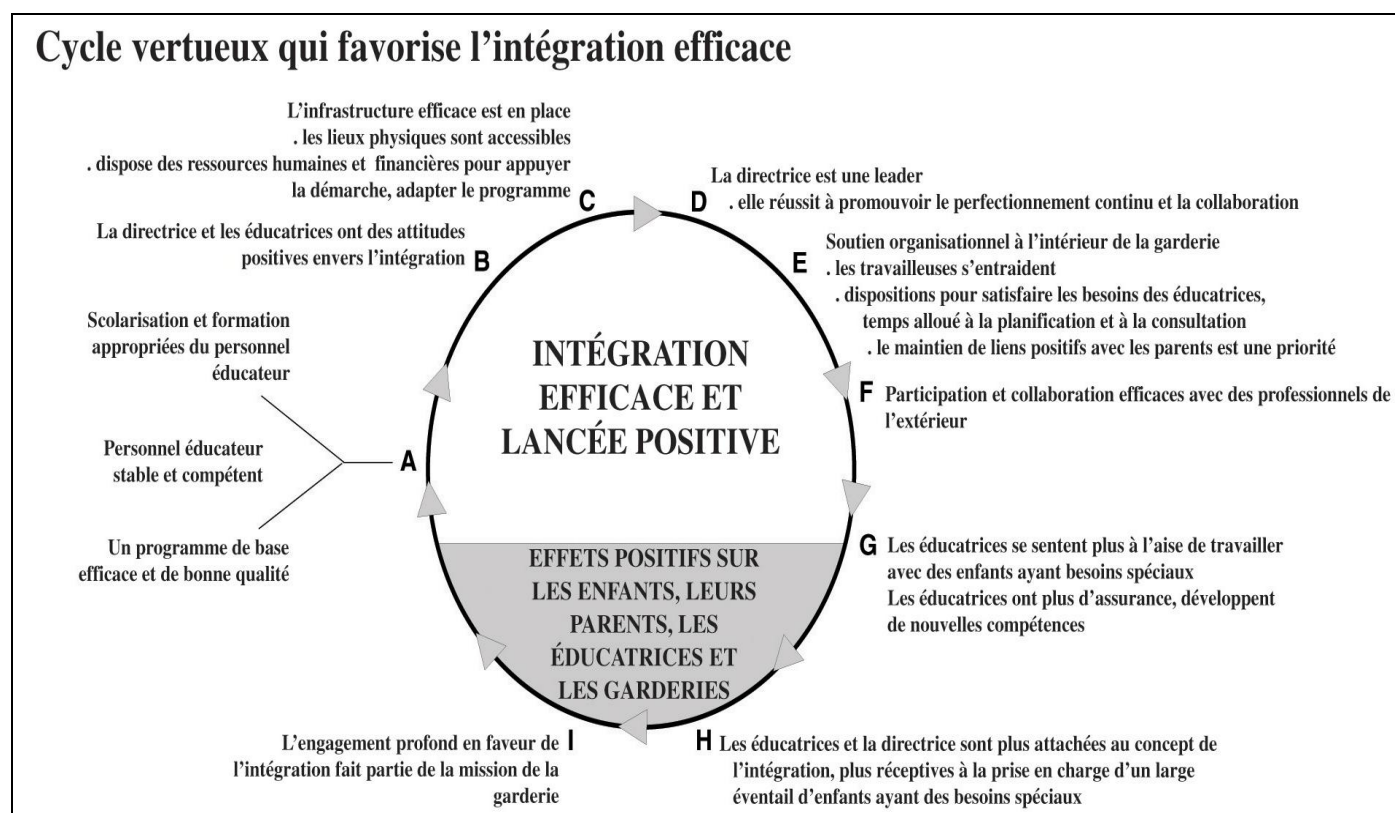 Cycle vertueux qui favorise l'intégration efficace
L'infrastructure efficace est en place
. les lieux physiques sont accessibles
. dispose des ressources humaines et financières pour appuyer
la démarche, adapter le programme
C
D
La directrice est une leader
. elle réussit à promouvoir le perfectionnement continu et la collaboration
La directrice et les éducatrices ont des attitudes
positives envers l'intégration
B
E
Soutien organisationnel à l'intérieur de la garderie
. les travailleuses s'entraident
. dispositions pour satisfaire les besoins des éducatrices,
temps alloué à la planification et à la consultation
. le maintien de liens positifs avec les parents est une priorité
Scolarisation et formation
appropriées du personnel
éducateur
Personnel éducateur
stable et compétent
Un programme de base
efficace et de bonne qualité
A
INTÉGRATION
EFFICACE ET
LANCÉE POSITIVE
F Participation et collaboration efficaces avec des professionnels de
l'extérieur
EFFETS POSITIFS SUR
LES ENFANTS, LEURS
PARENTS, LES
ÉDUCATRICES ET
LES GARDERIES
G Les éducatrices se sentent plus à l'aise de travailler
avec des enfants ayant besoins spéciaux
Les éducatrices ont plus d'assurance, développent
de nouvelles compétences
L'engagement profond en faveur de I
l'intégration fait partie de la mission de la
garderie
H Les éducatrices et la directrice sont plus attachées au concept de
l'intégration, plus réceptives à la prise en charge d'un large
éventail d'enfants ayant des besoins spéciaux